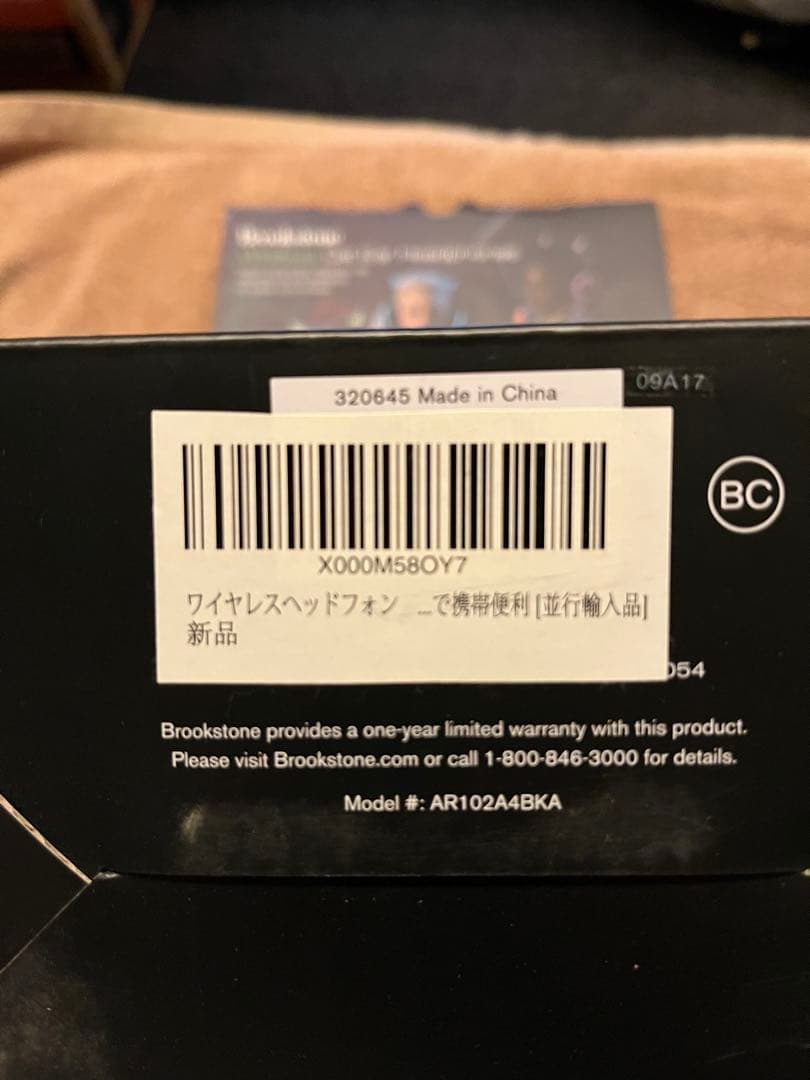 Brookstone
320645 Made in China
09A17
BC
X000M58OY7
ワイヤレスヘッドフォン ...で携帯便利 [並行輸入品]
新品
054
Brookstone provides a one-year limited warranty with this product.
Please visit Brookstone.com or call 1-800-846-3000 for details.
Model #: AR102A4BKA